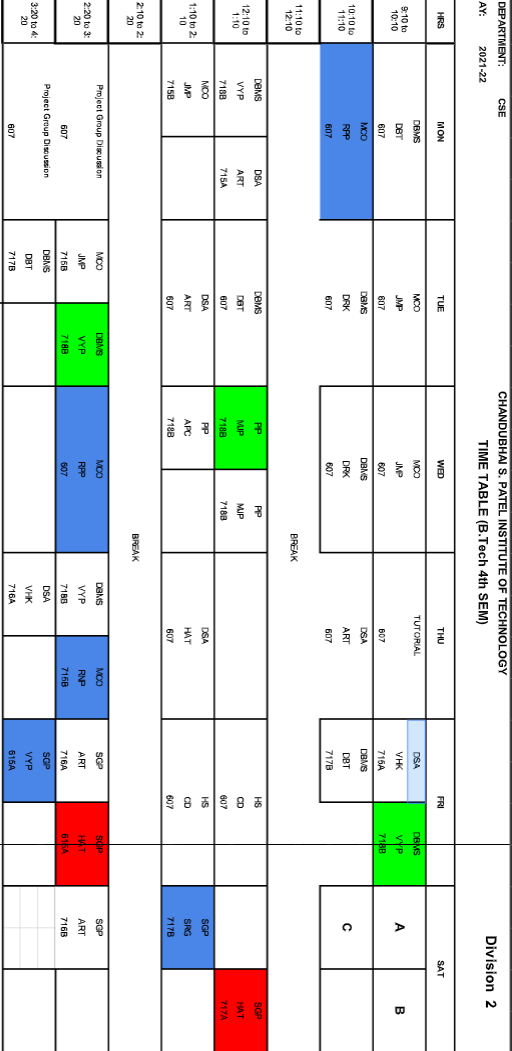 CHANDUBHAI S. PATEL INSTITUTE OF TECHNOLOGY
DEPARTMENT: CSE
TIME TABLE (B.Tech 4th SEM)
Division 2
AY: 2021-22
HRS MON TUE WED THU FRI SAT
9:10 to
10:10
DBMS
DBT
607
MCO
JMP
607
MCO
JMP
607
TUTORIAL
607
DSA
VHK
716A
DBMS
VYP
718B
A
B
10:10 to
11:10
MCO
RPP
607
DBMS
DRK
607
DBMS
DRK
607
DSA
ART
607
DBMS
DBT
717B
C
11:10 to
12:10
BREAK
12:10 to
1:10
DBMS
VYP
718B
DSA
ART
715A
DBMS
DBT
607
PP
MJP
718B
PP
MJP
718B
HS
CD
607
SGP
HAT
717A
1:10 to 2:
10
MCO
JMP
715B
DSA
ART
607
PP
APC
718B
DSA
HAT
607
HS
CD
607
SGP
SRG
717B
2:10 to 2:
20
BREAK
2:20 to 3:
20
Project Group Discussion
607
MCO
JMP
715B
DBMS
VYP
718B
MCO
RPP
607
DBMS
VYP
718B
MCO
RNP
715B
SGP
ART
716A
SGP
HAT
615A
SGP
ART
716B
3:20 to 4:
20
Project Group Discussion
607
DBMS
DBT
717B
DSA
VHK
716A
SGP
VYP
615A